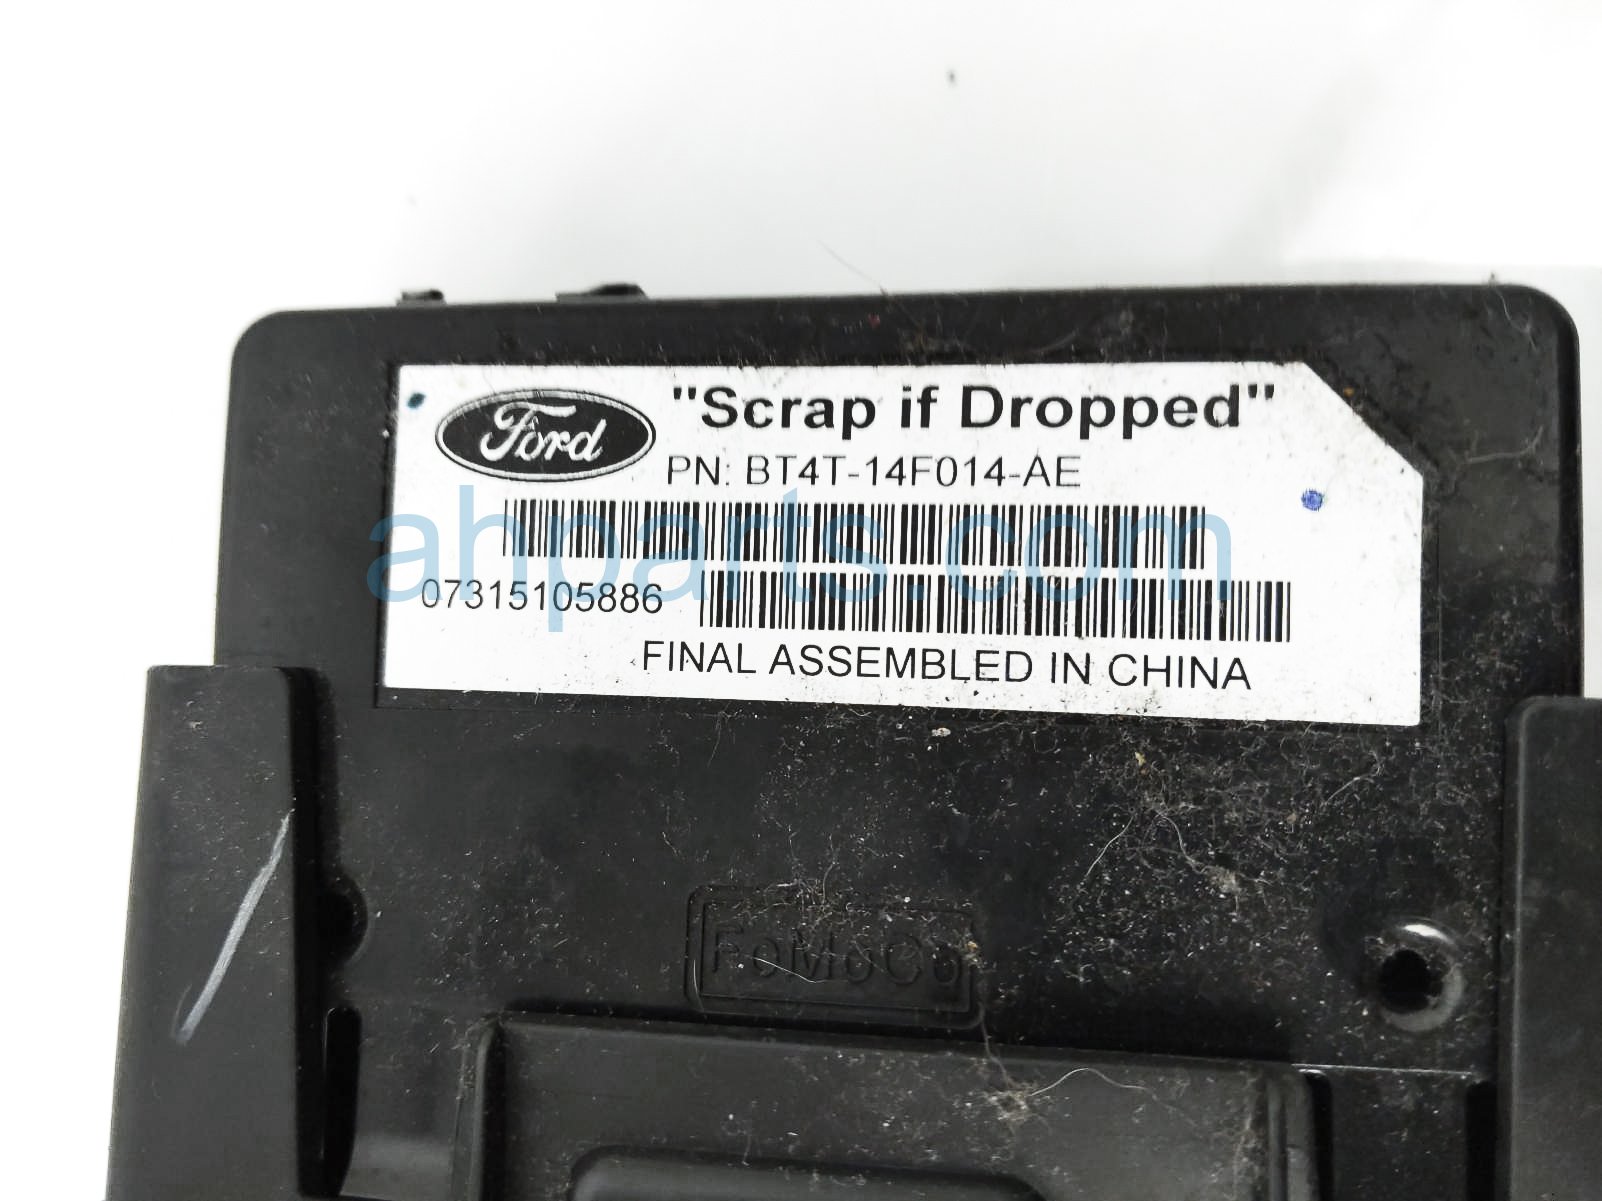 Ford
"Scrap if Dropped"
PN: BT4T-14F014-AE
ahparts.com
07315105886
FINAL ASSEMBLED IN CHINA
FoMoCo